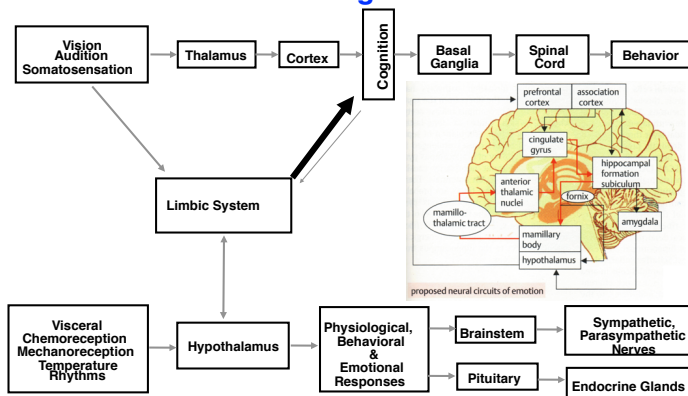 Vision
Audition
Somatosensation
Thalamus
Cortex
Cognition
Basal
Ganglia
Spinal
Cord
Behavior
prefrontal
cortex
association
cortex
cingulate
gyrus
hippocampal
formation
subiculum
anterior
thalamic
nuclei
fornix
mamillo-
thalamic tract
amygdala
mamillary
body
hypothalamus
proposed neural circuits of emotion
Limbic System
Visceral
Chemoreception
Mechanoreception
Temperature
Rhythms
Hypothalamus
Physiological,
Behavioral
&
Emotional
Responses
Brainstem
Sympathetic,
Parasympathetic
Nerves
Pituitary
Endocrine Glands